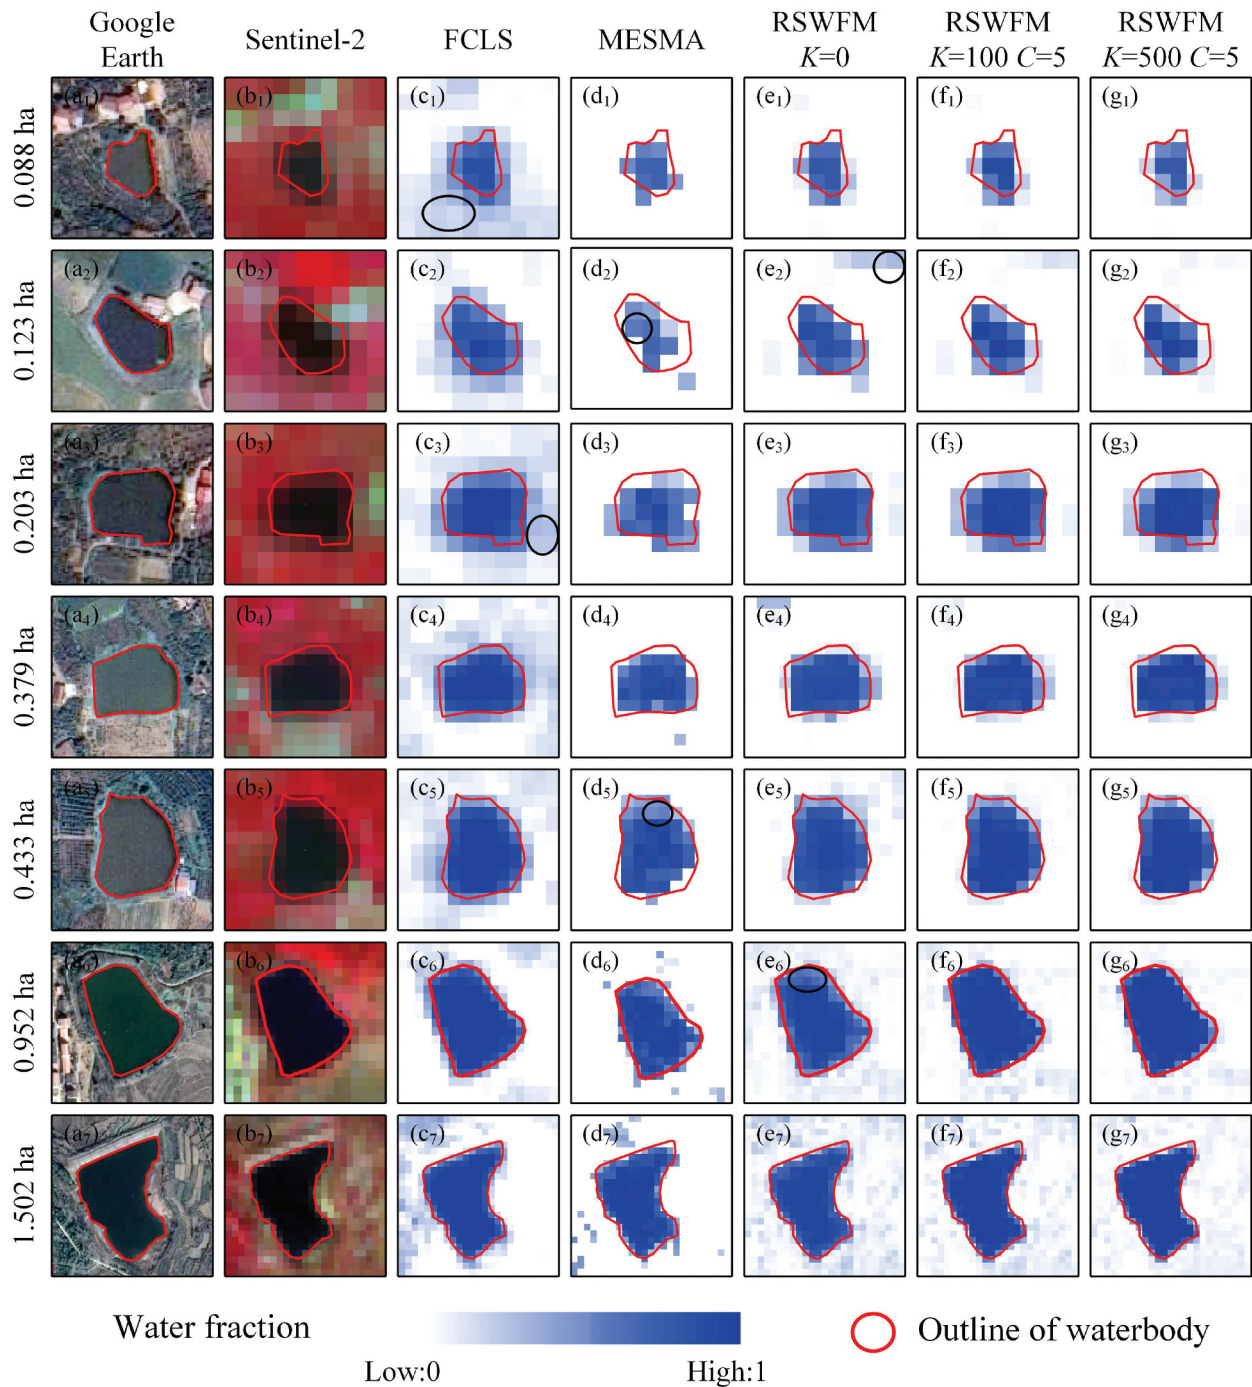 Google Earth
Sentinel-2
FCLS
MESMA
RSWFM K=0
RSWFM K=100 C=5
RSWFM K=500 C=5
0.088 ha
(a₁) (b₁) (c₁) (d₁) (e₁) (f₁) (g₁)
0.123 ha
(a₂) (b₂) (c₂) (d₂) (e₂) (f₂) (g₂)
0.203 ha
(a₃) (b₃) (c₃) (d₃) (e₃) (f₃) (g₃)
0.379 ha
(a₄) (b₄) (c₄) (d₄) (e₄) (f₄) (g₄)
0.433 ha
(a₅) (b₅) (c₅) (d₅) (e₅) (f₅) (g₅)
0.952 ha
(a₆) (b₆) (c₆) (d₆) (e₆) (f₆) (g₆)
1.502 ha
(a₇) (b₇) (c₇) (d₇) (e₇) (f₇) (g₇)
Water fraction
Low:0
High:1
Outline of waterbody